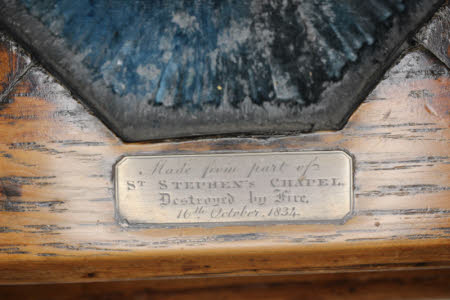 Made from part of
ST STEPHEN'S CHAPEL.
Destroyed by Fire,
16th October, 1834.